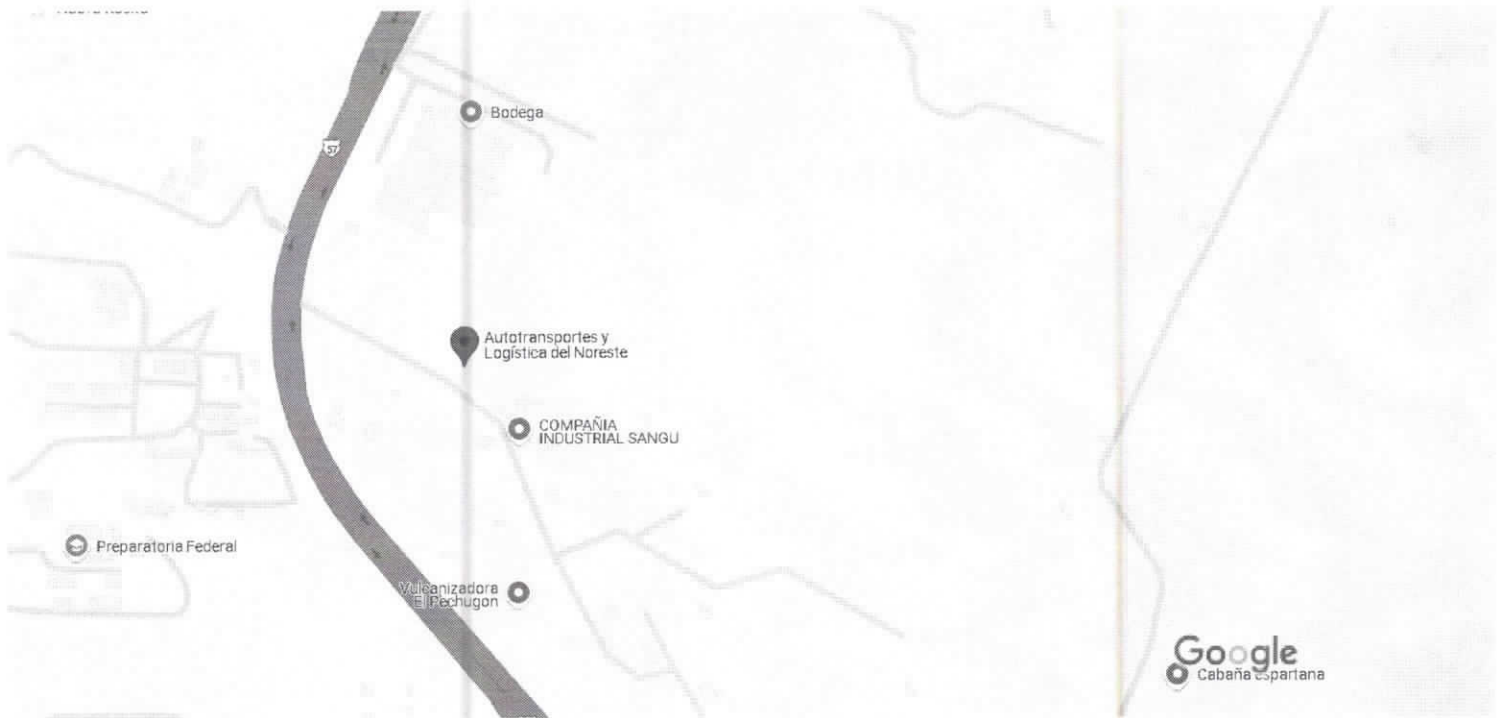 Bodega
57
Autotransportes y
Logística del Noreste
COMPAÑIA
INDUSTRIAL SANGU
Preparatoria Federal
Vulcanizadora
El Pechugon
Google
Cabaña espartana